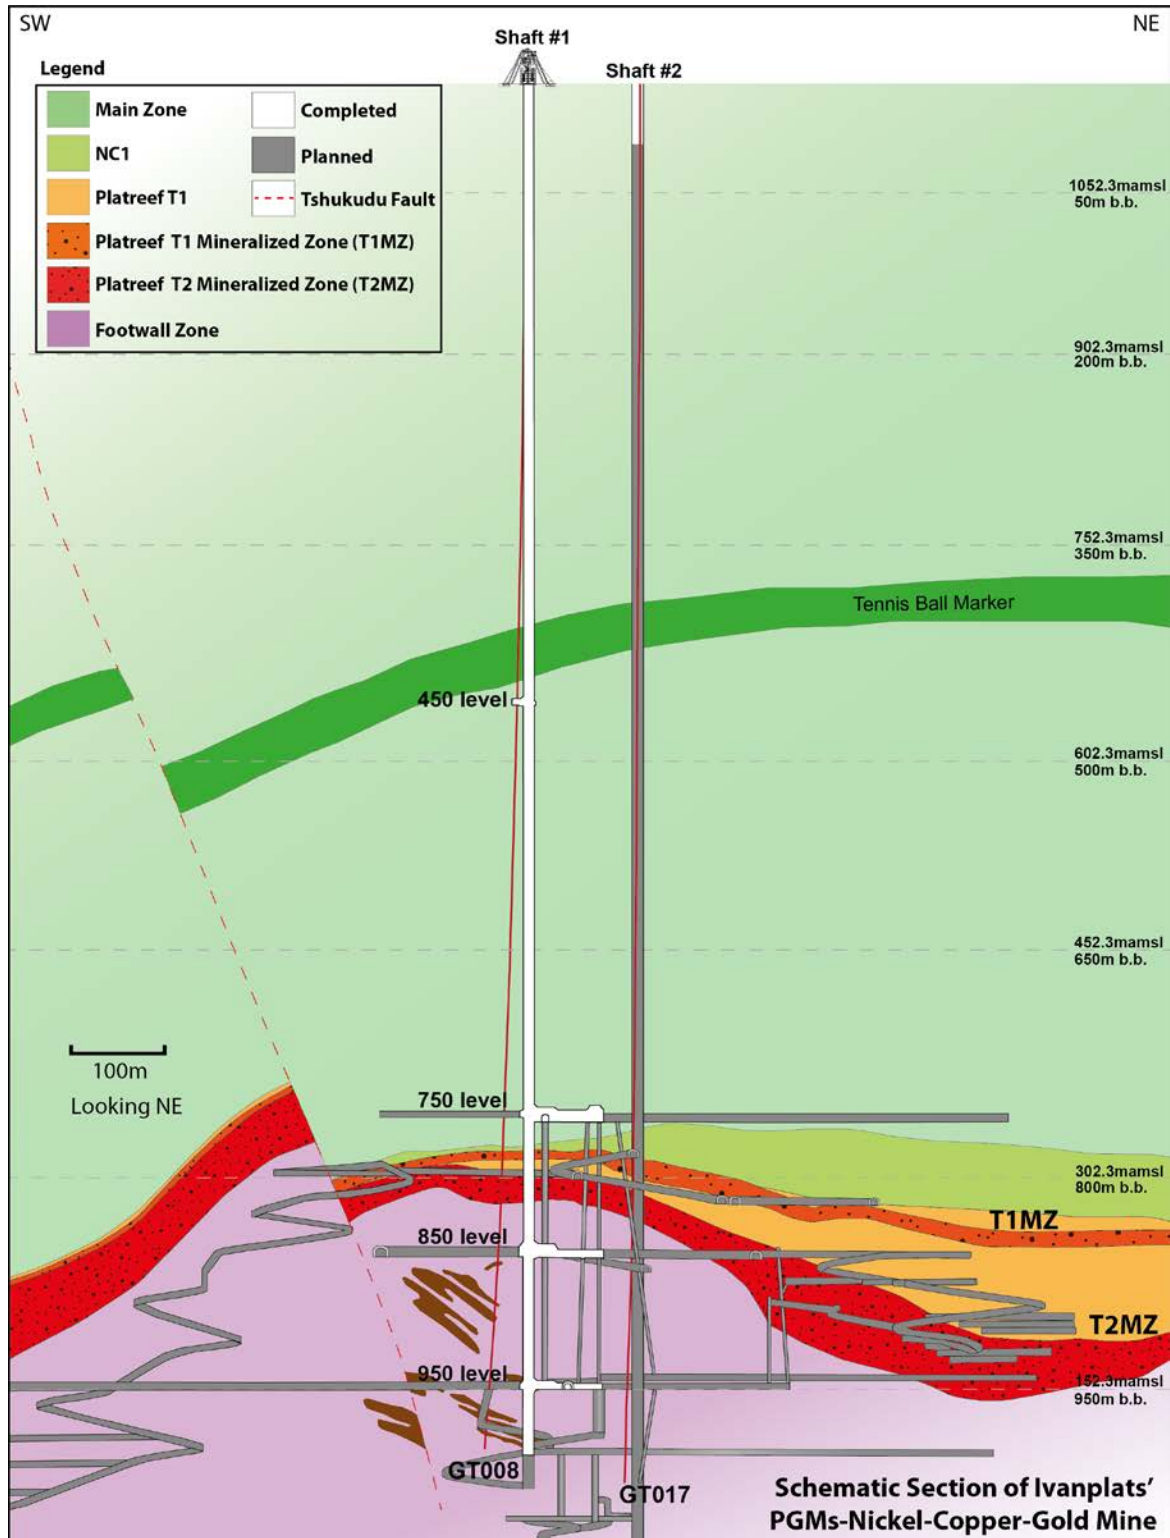 SW
NE
Shaft #1
Shaft #2
Legend
Main Zone
Completed
NC1
Planned
Platreef T1
Tshukudu Fault
Platreef T1 Mineralized Zone (T1MZ)
Platreef T2 Mineralized Zone (T2MZ)
Footwall Zone
1052.3mamsl
50m b.b.
902.3mamsl
200m b.b.
752.3mamsl
350m b.b.
Tennis Ball Marker
450 level
602.3mamsl
500m b.b.
452.3mamsl
650m b.b.
100m
Looking NE
750 level
302.3mamsl
800m b.b.
T1MZ
850 level
T2MZ
950 level
152.3mamsl
950m b.b.
GT008
GT017
Schematic Section of Ivanplats'
PGMs-Nickel-Copper-Gold Mine